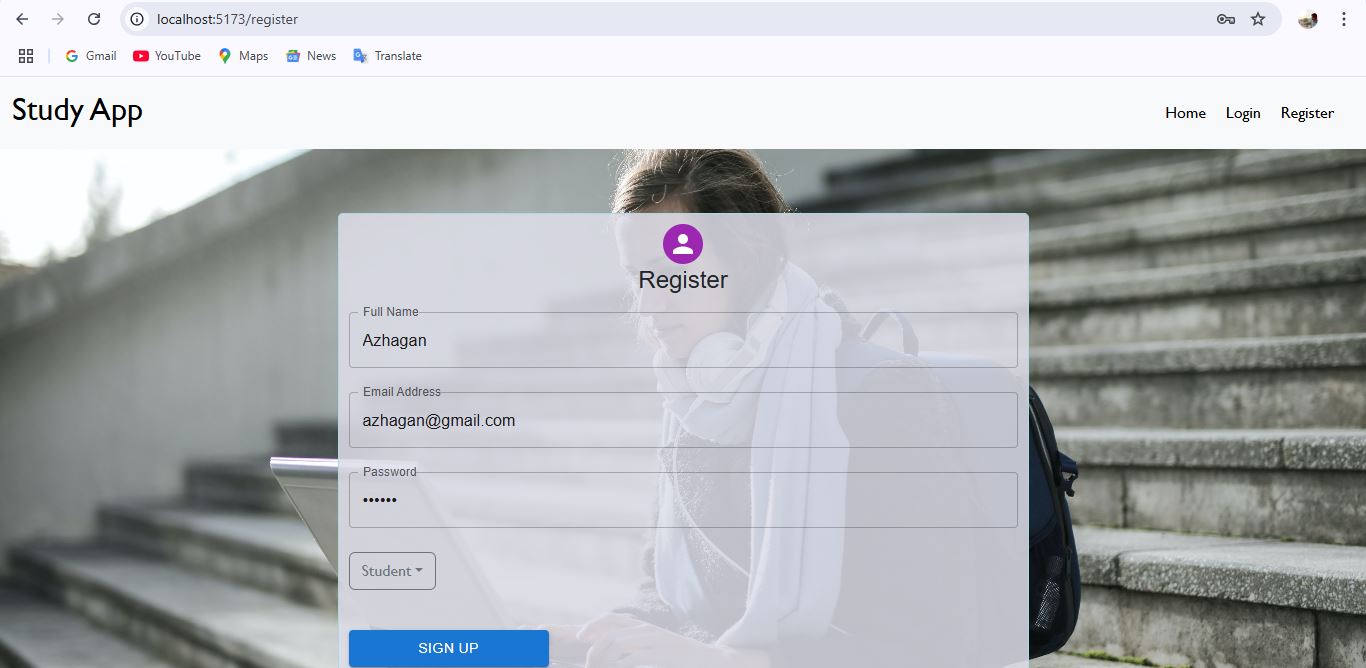 localhost:5173/register
Gmail YouTube Maps News Translate
Study App
Home Login Register
Register
Full Name
Azhagan
Email Address
azhagan@gmail.com
Password
••••••
Student
SIGN UP